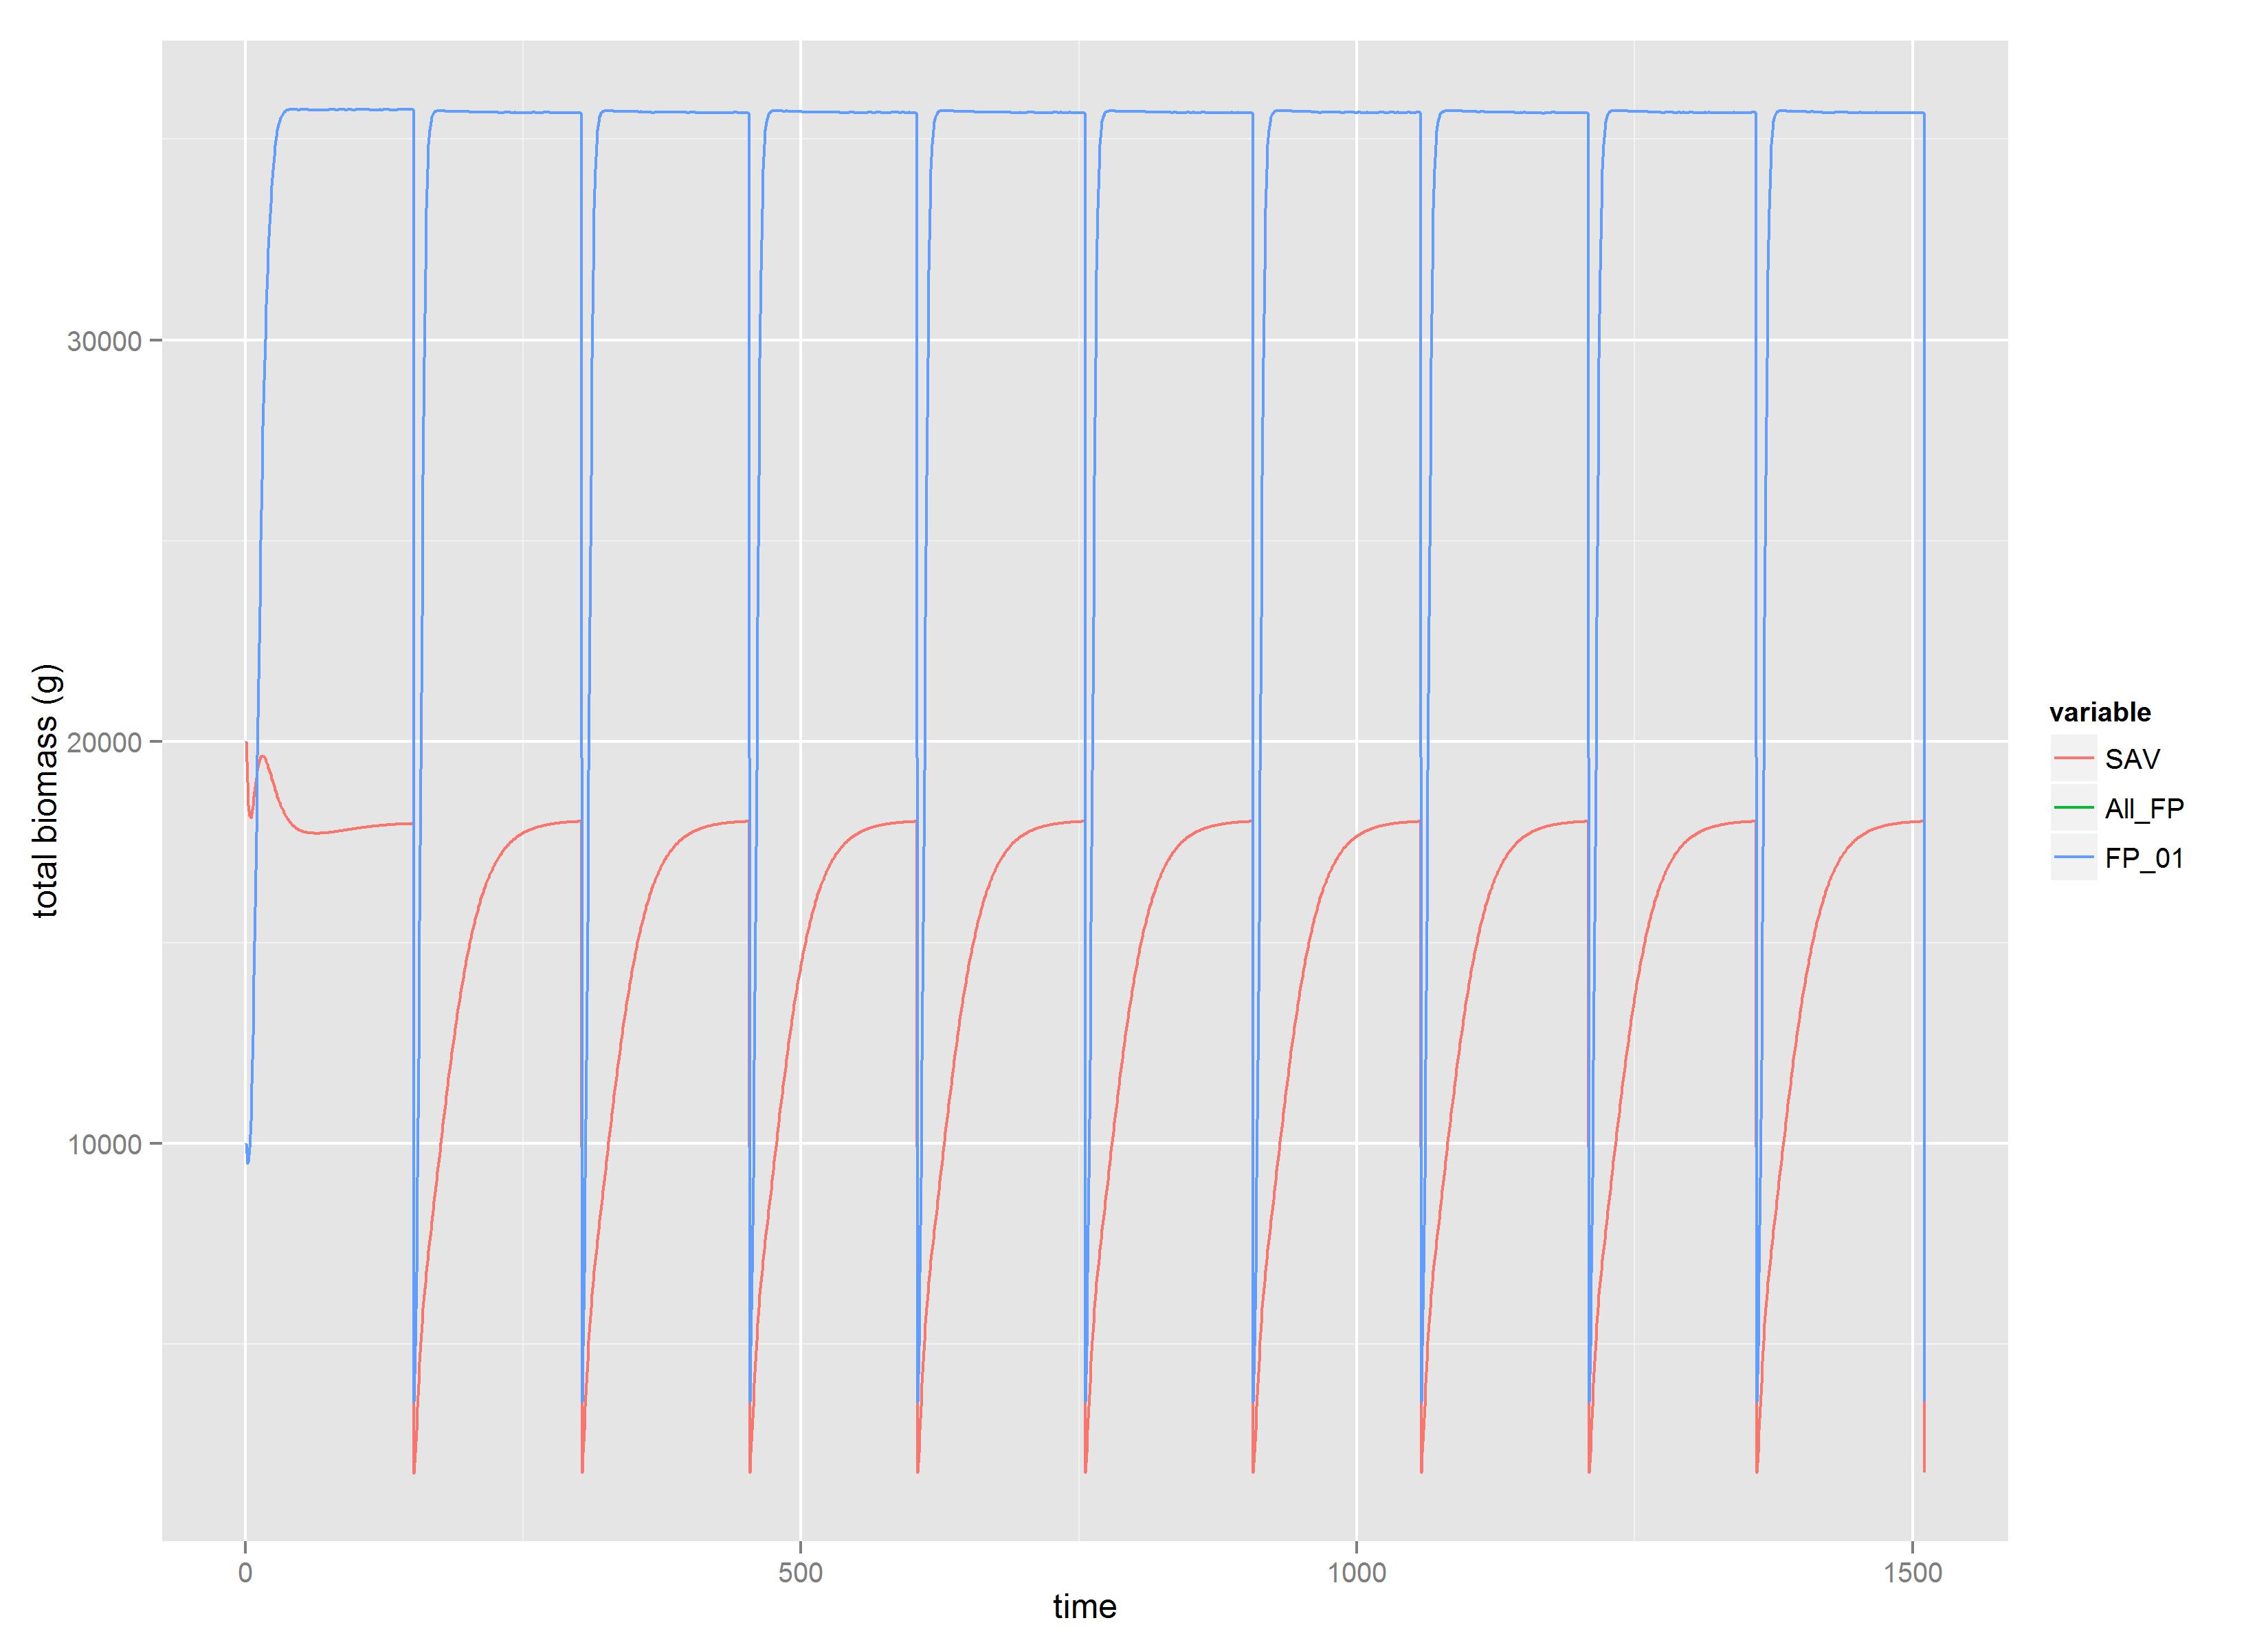 total biomass (g)
30000
20000
10000
0
500
1000
1500
time
variable
SAV
All_FP
FP_01